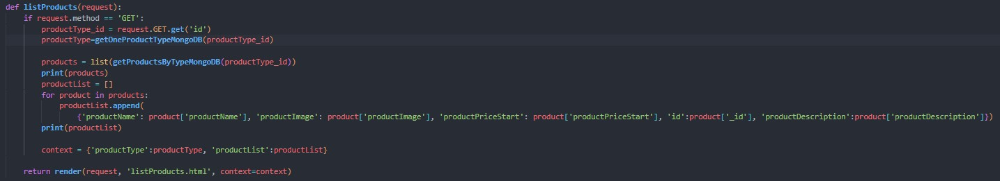 def listProducts(request):
    if request.method == 'GET':
        productType_id = request.GET.get('id')
        productType=getOneProductTypeMongoDB(productType_id)
        products = list(getProductsByTypeMongoDB(productType_id))
        print(products)
        productList = []
        for product in products:
            productList.append(
                {'productName': product['productName'], 'productImage': product['productImage'], 'productPriceStart': product['productPriceStart'], 'id':product['_id'], 'productDescription':product['productDescription']})
        print(productList)
        context = {'productType':productType, 'productList':productList}
    return render(request, 'listProducts.html', context=context)